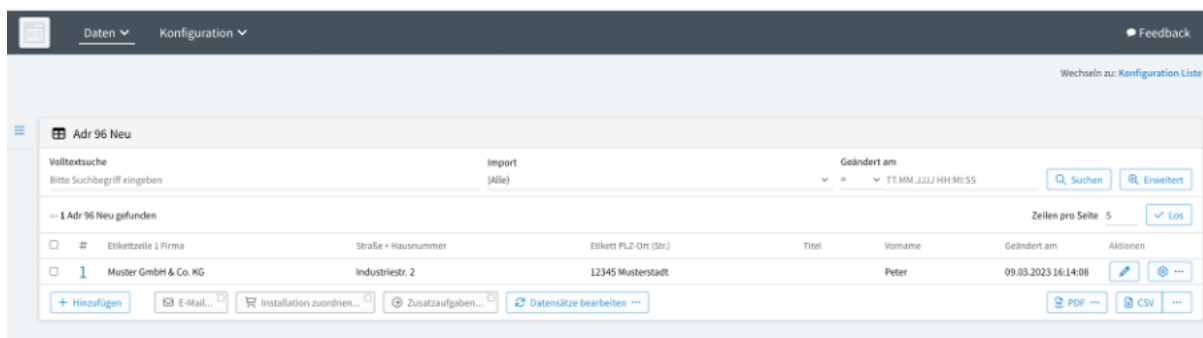 Daten Konfiguration Feedback
Wechseln zu: Konfiguration Liste
Adr 96 Neu
Volltextsuche Import Geändert am
Bitte Suchbegriff eingeben (Alle) = TT.MM.JJJJ HH:MI:SS Suchen Erweitert
1 Adr 96 Neu gefunden Zeilen pro Seite 5 Los
# Etikettzeile 1 Firma Straße + Hausnummer Etikett PLZ-Ort (Str.) Titel Vorname Geändert am Aktionen
1 Muster GmbH & Co. KG Industriestr. 2 12345 Musterstadt Peter 09.03.2023 16:14:08 ...
+ Hinzufügen E-Mail... Installation zuordnen... Zusatzaufgaben... Datensätze bearbeiten ... PDF ... CSV ...